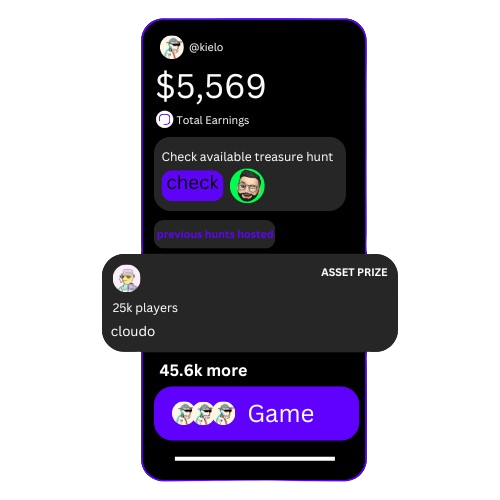 @kielo
$5,569
Total Earnings
Check available treasure hunt
check
previous hunts hosted
ASSET PRIZE
25k players
cloudo
45.6k more
Game